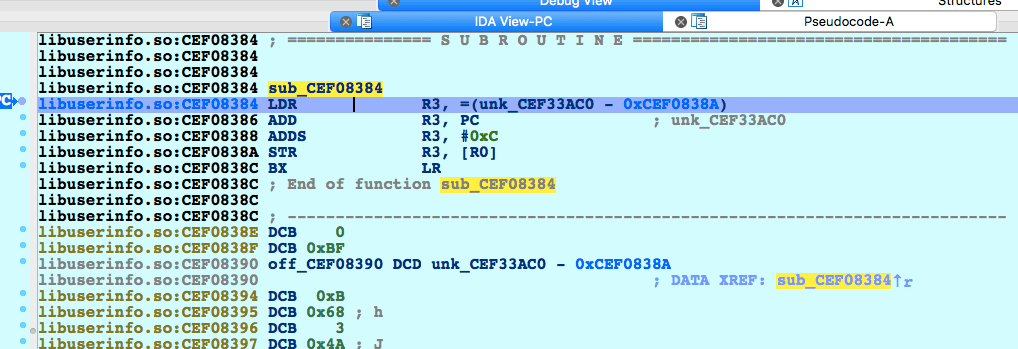 Debug View Structures
IDA View-PC Pseudocode-A
libuserinfo.so:CEF08384 ; =============== S U B R O U T I N E =======================================
libuserinfo.so:CEF08384
libuserinfo.so:CEF08384
libuserinfo.so:CEF08384 sub_CEF08384
libuserinfo.so:CEF08384 LDR R3, =(unk_CEF33AC0 - 0xCEF0838A)
libuserinfo.so:CEF08386 ADD R3, PC ; unk_CEF33AC0
libuserinfo.so:CEF08388 ADDS R3, #0xC
libuserinfo.so:CEF0838A STR R3, [R0]
libuserinfo.so:CEF0838C BX LR
libuserinfo.so:CEF0838C ; End of function sub_CEF08384
libuserinfo.so:CEF0838C
libuserinfo.so:CEF0838C ; ---------------------------------------------------------------------------
libuserinfo.so:CEF0838E DCB 0
libuserinfo.so:CEF0838F DCB 0xBF
libuserinfo.so:CEF08390 off_CEF08390 DCD unk_CEF33AC0 - 0xCEF0838A
libuserinfo.so:CEF08390 ; DATA XREF: sub_CEF08384↑r
libuserinfo.so:CEF08394 DCB 0xB
libuserinfo.so:CEF08395 DCB 0x68 ; h
libuserinfo.so:CEF08396 DCB 3
libuserinfo.so:CEF08397 DCB 0x4A ; J